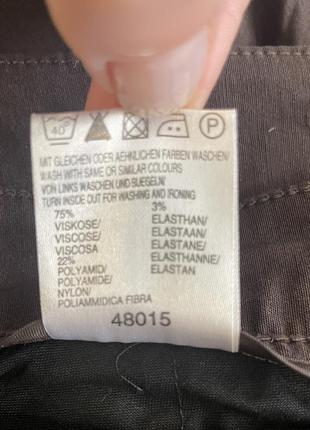 40 P
MIT GLEICHEN ODER AEHNLICHEN FARBEN WASCHEN/
WASH WITH SAME OR SIMILAR COLOURS
VON LINKS WASCHEN UND BUEGELN/
TURN INSIDE OUT FOR WASHING AND IRONING
75% 3%
VISKOSE/ ELASTHAN/
VISCOSE/ ELASTAAN/
VISCOSA ELASTANE/
22% ELASTHANNE/
POLYAMID/ ELASTAN
POLYAMIDE/
NYLON/
POLIAMMIDICA FIBRA
48015